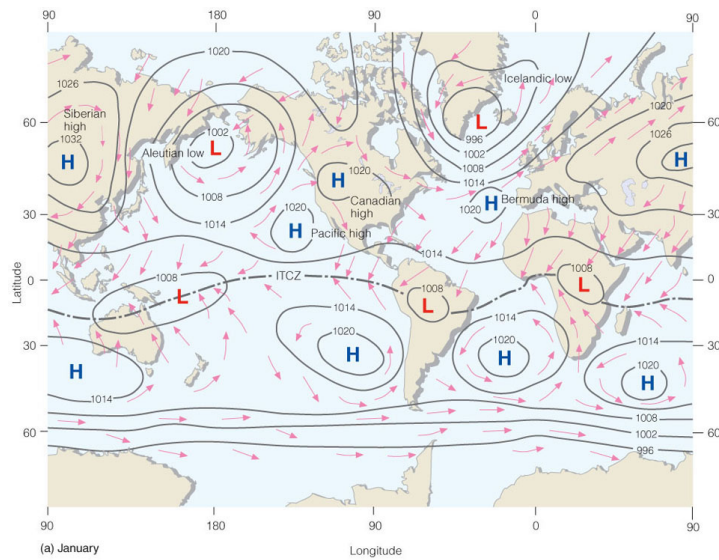 90 180 90 0 90
1020
1026
Icelandic low
1020
Siberian
high
60 1002 L 60
1032 996
H Aleutian low L 1026
1002
H 1020 H
1008 H 1008
Canadian 1014
high H Bermuda high
1020 1020
30 1014 30
H Pacific high
1014
Latitude
1008 ITCZ 1008 1008
0 L L 0
L
1014 1014
30 1020 1020 1014 30
H H 1020
H H
1014
1008
60 1002 60
996
90 180 90 0 90
(a) January
Longitude